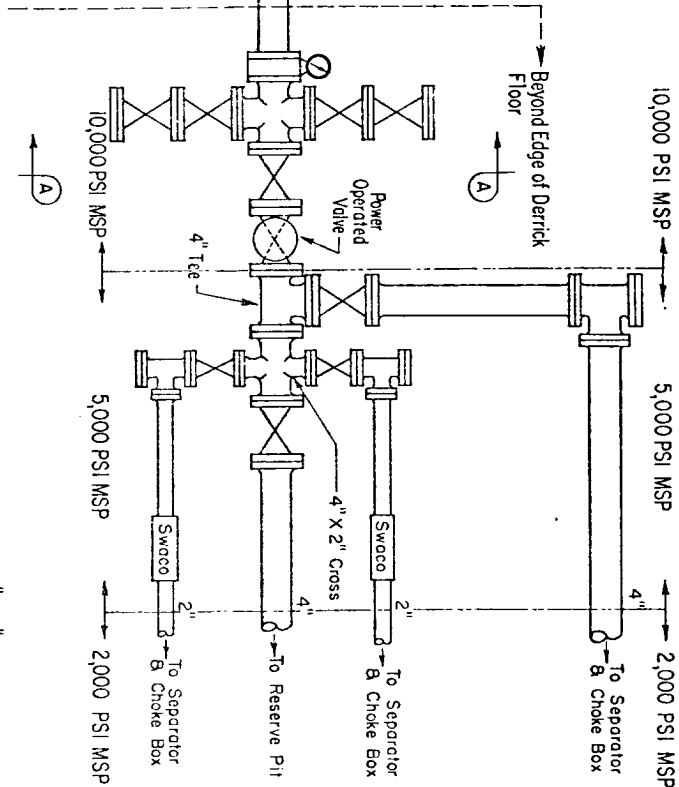 Beyond Edge of Derrick
Floor
10,000 PSI MSP
10,000 PSI MSP
A
A
Power
Operated
Valve
4" Tee
5,000 PSI MSP
5,000 PSI MSP
4" X 2" Cross
Swaco
Swaco
2"
4"
2"
4"
2,000 PSI MSP
2,000 PSI MSP
To Separator
& Choke Box
To Reserve Pit
To Separator
& Choke Box
To Separator
& Choke Box